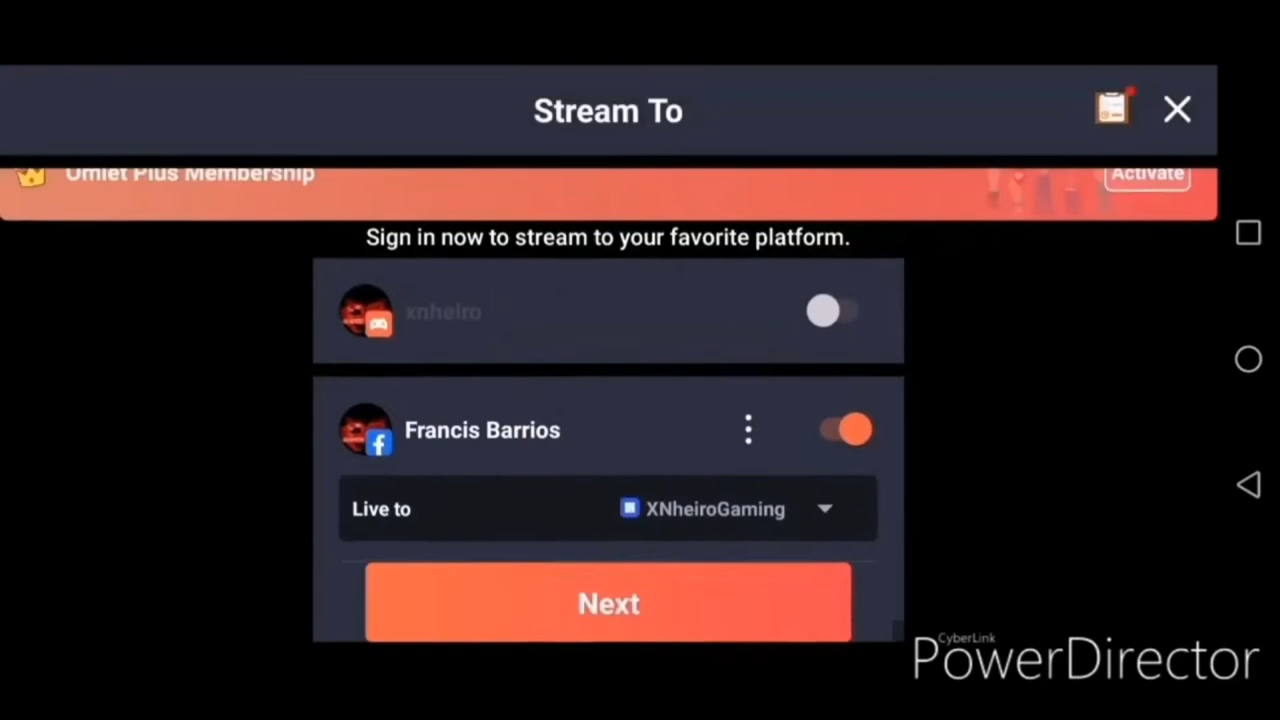 Stream To
Omlet Plus Membership
Activate
Sign in now to stream to your favorite platform.
xnheiro
Francis Barrios
Live to
XNheiroGaming
Next
CyberLink
PowerDirector